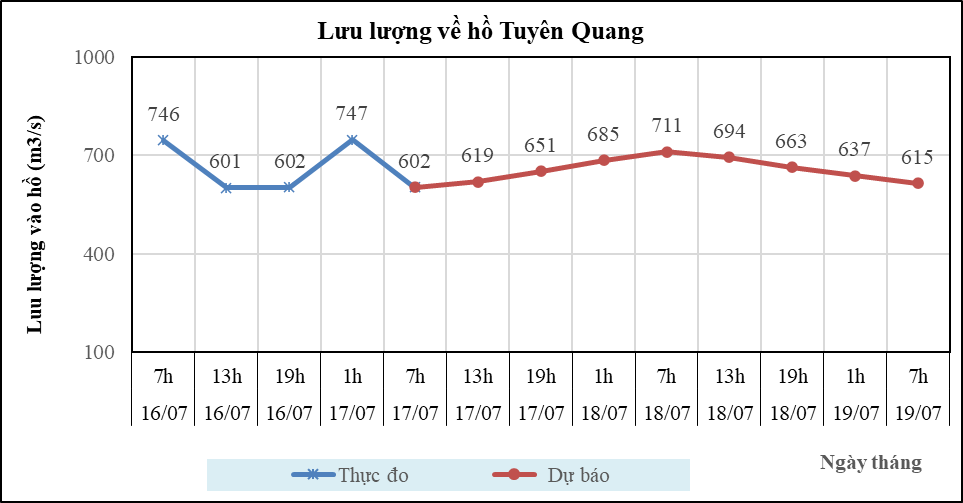 Lưu lượng về hồ Tuyên Quang
Lưu lượng vào hồ (m3/s)
1000
700
400
100
746 601 602 747 602 619 651 685 711 694 663 637 615
7h 13h 19h 1h 7h 13h 19h 1h 7h 13h 19h 1h 7h
16/07 16/07 16/07 17/07 17/07 17/07 17/07 18/07 18/07 18/07 18/07 19/07 19/07
Ngày tháng
Thực đo Dự báo